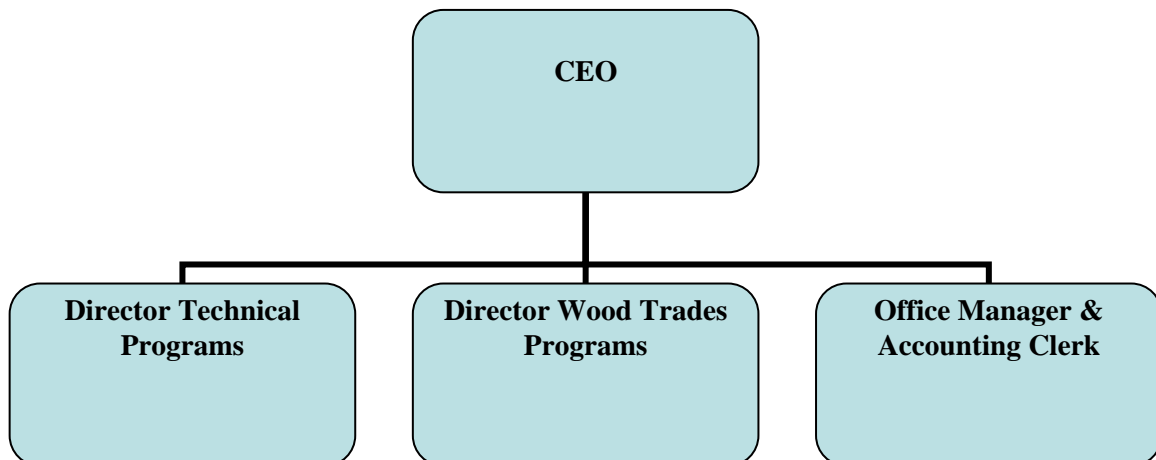 CEO
Director Technical
Programs
Director Wood Trades
Programs
Office Manager &
Accounting Clerk